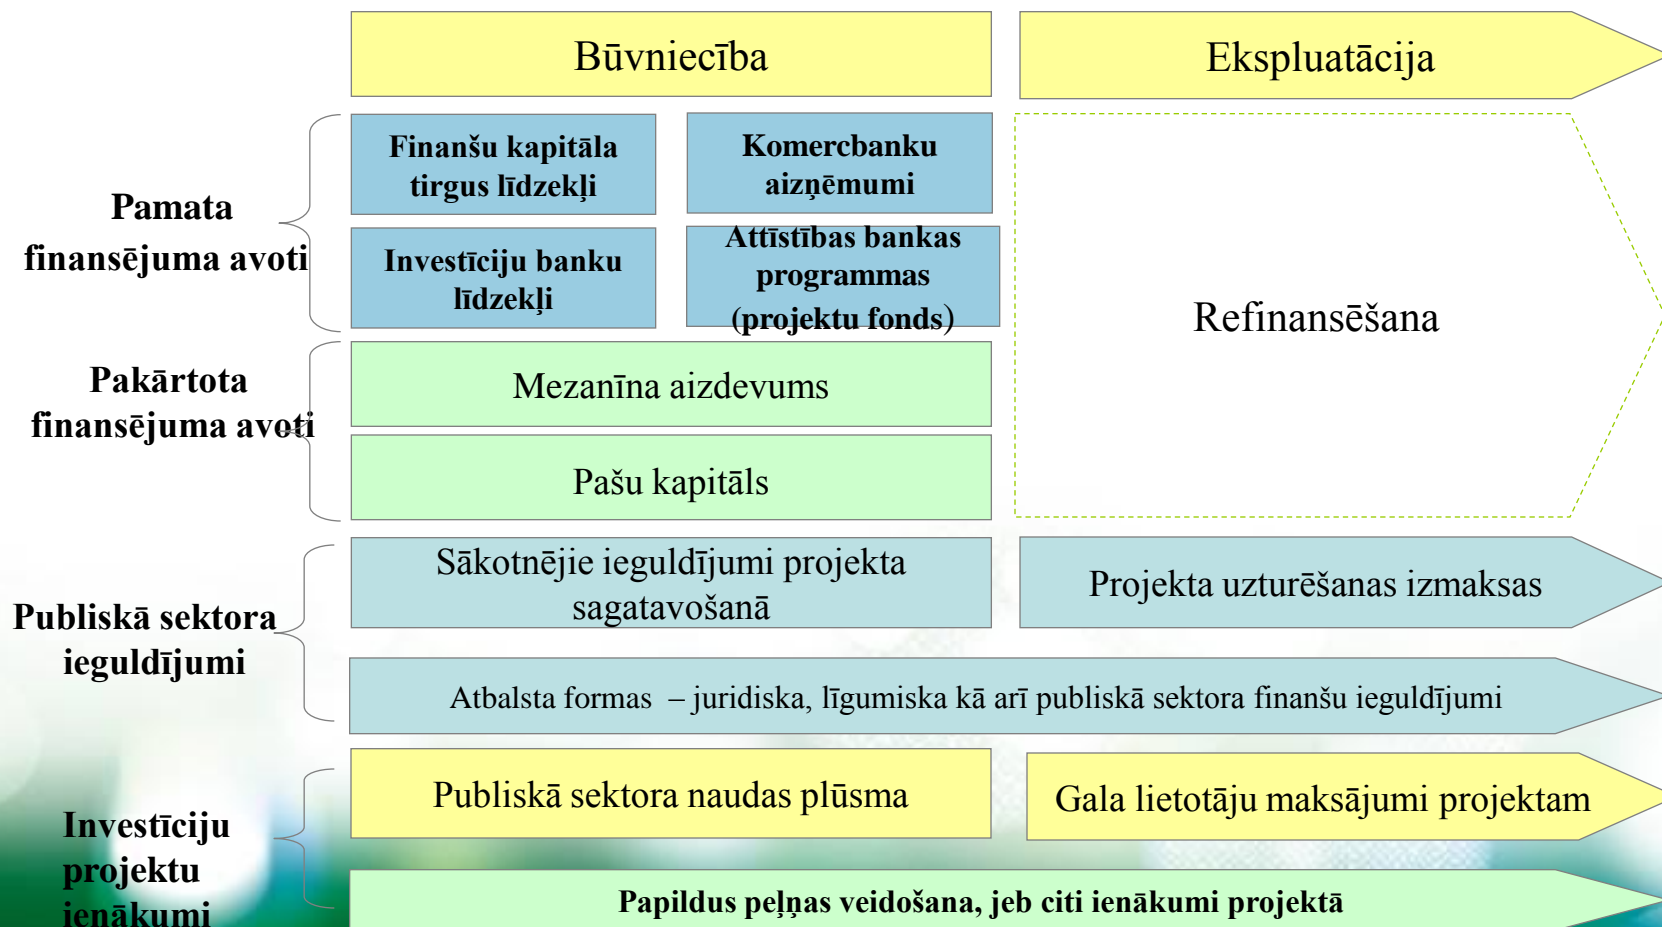 Būvniecība
Ekspluatācija
Pamata
finansējuma avoti
Finanšu kapitāla
tirgus līdzekļi
Komercbanku
aizņēmumi
Investīciju banku
līdzekļi
Attīstības bankas
programmas
(projektu fonds)
Refinansēšana
Pakārtota
finansējuma avoti
Mezanīna aizdevums
Pašu kapitāls
Publiskā sektora
ieguldījumi
Sākotnējie ieguldījumi projekta
sagatavošanā
Projekta uzturēšanas izmaksas
Atbalsta formas – juridiska, līgumiska kā arī publiskā sektora finanšu ieguldījumi
Investīciju
projektu
ienākumi
Publiskā sektora naudas plūsma
Gala lietotāju maksājumi projektam
Papildus peļņas veidošana, jeb citi ienākumi projektā